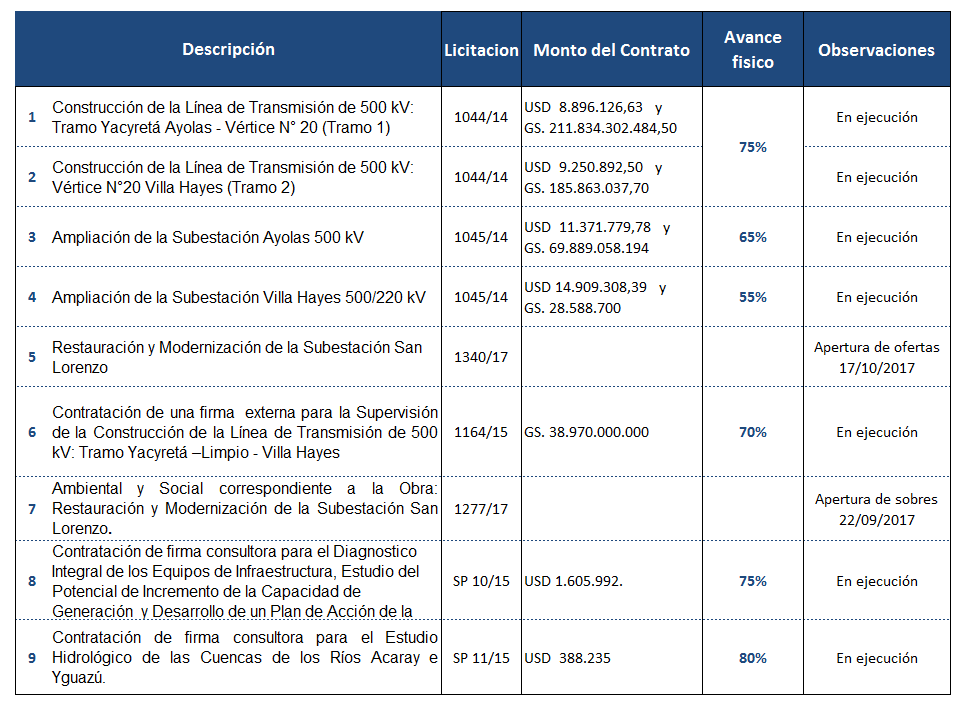 Descripción Licitacion Monto del Contrato Avance fisico Observaciones
1 Construcción de la Línea de Transmisión de 500 kV:
Tramo Yacyretá Ayolas - Vértice N° 20 (Tramo 1)
1044/14
USD 8.896.126,63 y
GS. 211.834.302.484,50
75%
En ejecución
2 Construcción de la Línea de Transmisión de 500 kV:
Vértice N°20 Villa Hayes (Tramo 2)
1044/14
USD 9.250.892,50 y
GS. 185.863.037,70
En ejecución
3 Ampliación de la Subestación Ayolas 500 kV
1045/14
USD 11.371.779,78 y
GS. 69.889.058.194
65%
En ejecución
4 Ampliación de la Subestación Villa Hayes 500/220 kV
1045/14
USD 14.909.308,39 y
GS. 28.588.700
55%
En ejecución
5 Restauración y Modernización de la Subestación San
Lorenzo
1340/17
Apertura de ofertas
17/10/2017
6 Contratación de una firma externa para la Supervisión
de la Construcción de la Línea de Transmisión de 500
kV: Tramo Yacyretá –Limpio - Villa Hayes
1164/15
GS. 38.970.000.000
70%
En ejecución
7 Ambiental y Social correspondiente a la Obra:
Restauración y Modernización de la Subestación San
Lorenzo.
1277/17
Apertura de sobres
22/09/2017
8 Contratación de firma consultora para el Diagnostico
Integral de los Equipos de Infraestructura, Estudio del
Potencial de Incremento de la Capacidad de
Generación y Desarrollo de un Plan de Acción de la
SP 10/15
USD 1.605.992.
75%
En ejecución
9 Contratación de firma consultora para el Estudio
Hidrológico de las Cuencas de los Ríos Acaray e
Yguazú.
SP 11/15
USD 388.235
80%
En ejecución